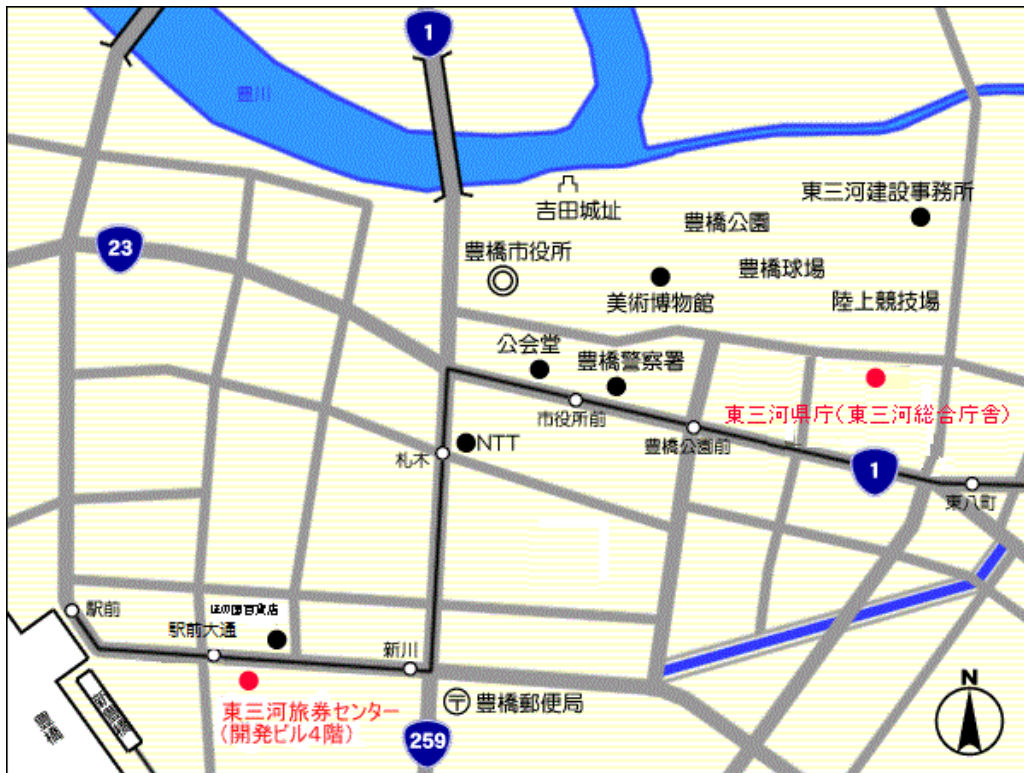 1
豊川
東三河建設事務所
吉田城址
豊橋公園
23
豊橋市役所
豊橋球場
美術博物館
陸上競技場
公会堂
豊橋警察署
東三河県庁(東三河総合庁舎)
市役所前
豊橋公園前
NTT
札木
1
東八町
駅前
ほの国百貨店
駅前大通
新川
東三河旅券センター
(開発ビル4階)
豊橋郵便局
259
豊橋
N